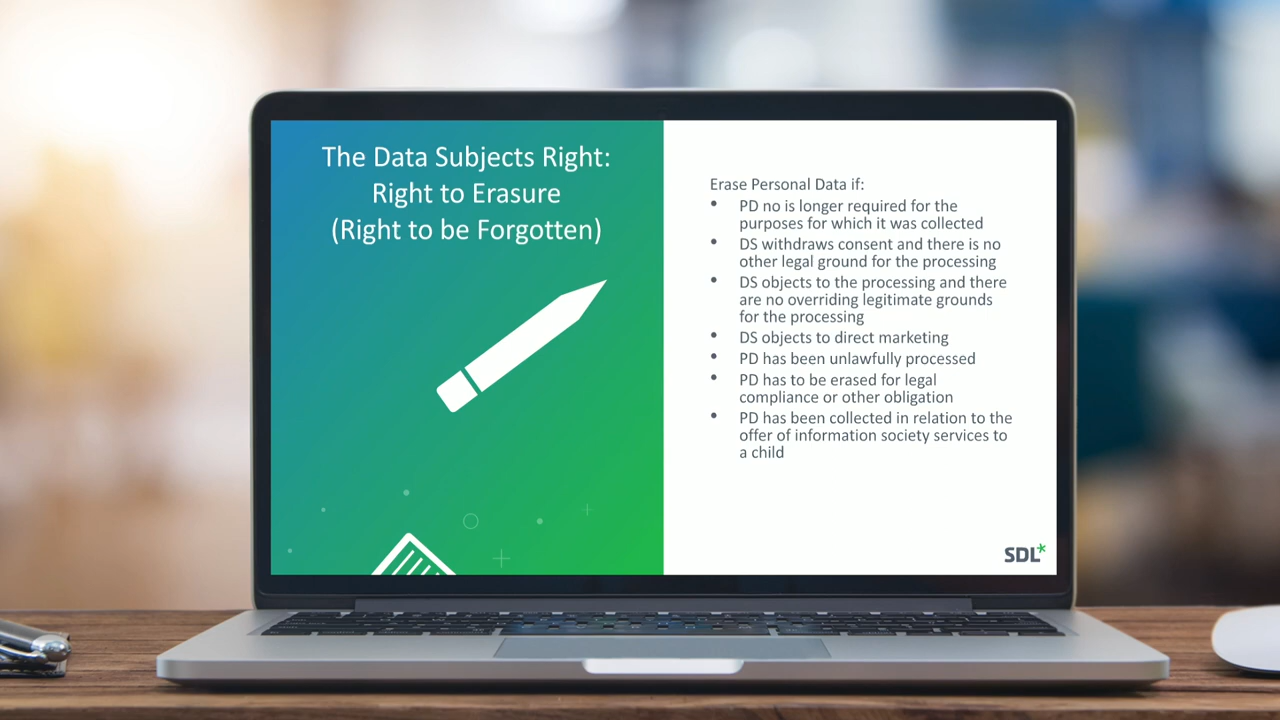 The Data Subjects Right:
Right to Erasure
(Right to be Forgotten)
Erase Personal Data if:
• PD no is longer required for the
purposes for which it was collected
• DS withdraws consent and there is no
other legal ground for the processing
• DS objects to the processing and there
are no overriding legitimate grounds
for the processing
• DS objects to direct marketing
• PD has been unlawfully processed
• PD has to be erased for legal
compliance or other obligation
• PD has been collected in relation to the
offer of information society services to
a child
SDL*